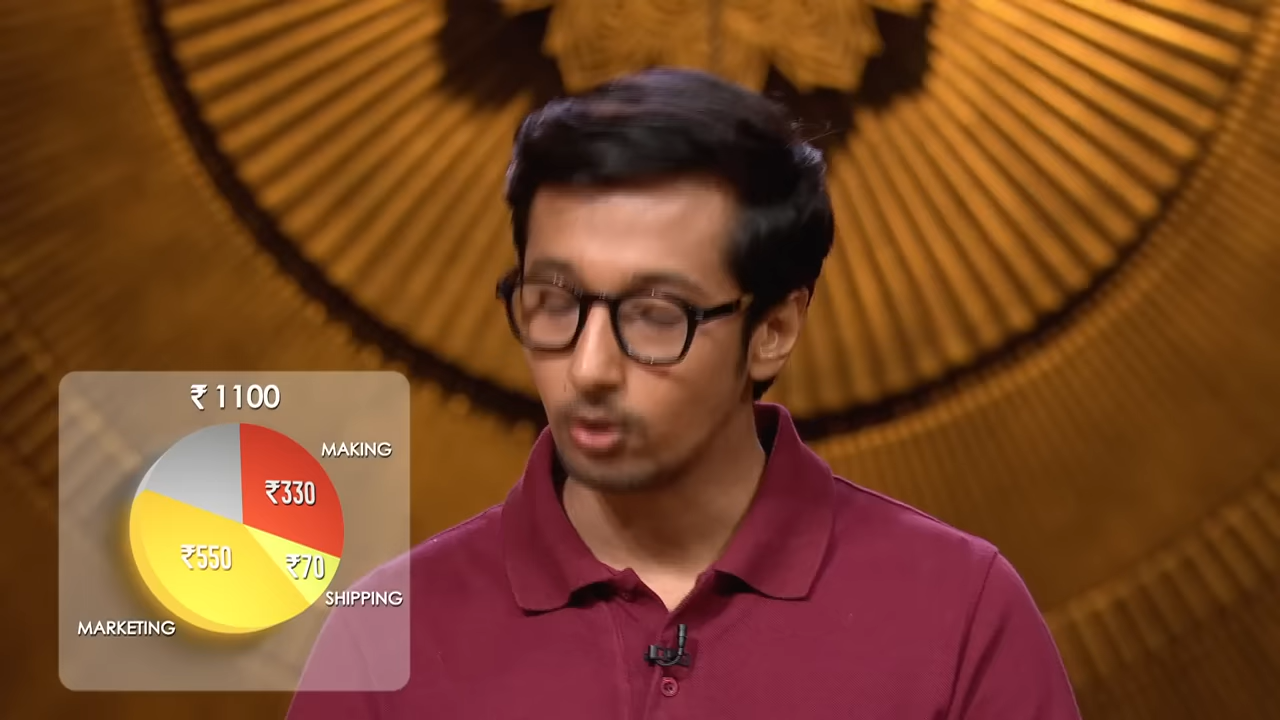 ₹ 1100
MAKING
₹330
₹550
₹70
SHIPPING
MARKETING